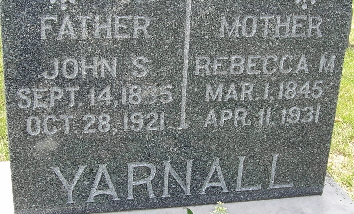 FATHER
JOHN S.
SEPT. 14,
OCT 28, 1921
MOTHER
REBECCA M.
MAR. 1, 1845
APR. 11, 1931
YARNALL